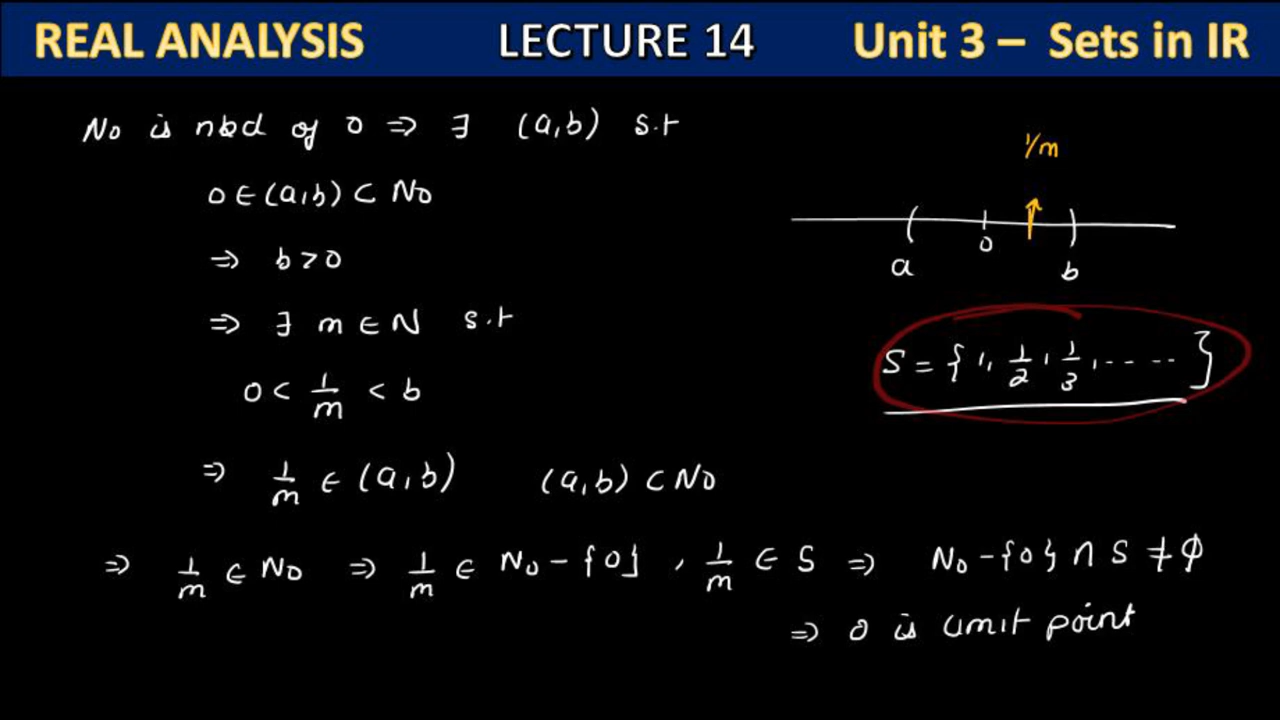 REAL ANALYSIS LECTURE 14 Unit 3 – Sets in IR
N₀ is nbd of 0 ⇒ ∃ (a,b) s.t
0 ∈ (a,b) ⊂ N₀
⇒ b > 0
⇒ ∃ m ∈ N s.t
0 < 1/m < b
⇒ 1/m ∈ (a,b) (a,b) ⊂ N₀
⇒ 1/m ∈ N₀ ⇒ 1/m ∈ N₀ - {0} , 1/m ∈ S ⇒ N₀ - {0} ∩ S ≠ ϕ
⇒ 0 is limit point
1/m
a 0 b
S = { 1, 1/2, 1/3, ..... }